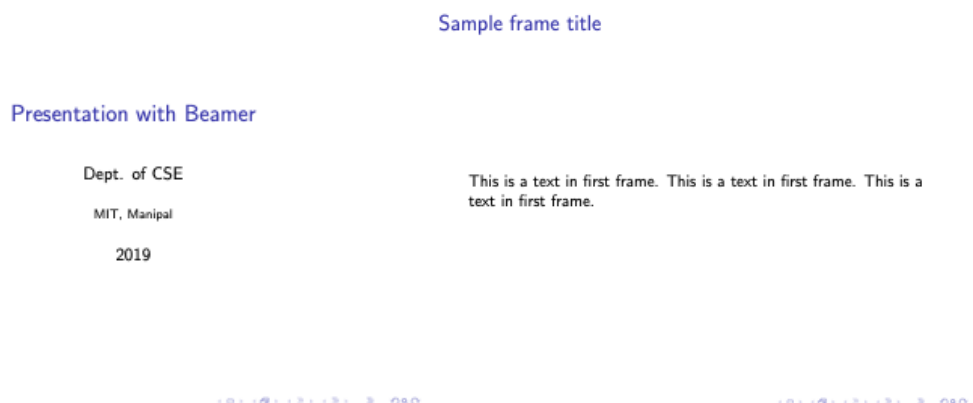 Sample frame title
Presentation with Beamer
Dept. of CSE
MIT, Manipal
2019
This is a text in first frame. This is a text in first frame. This is a
text in first frame.